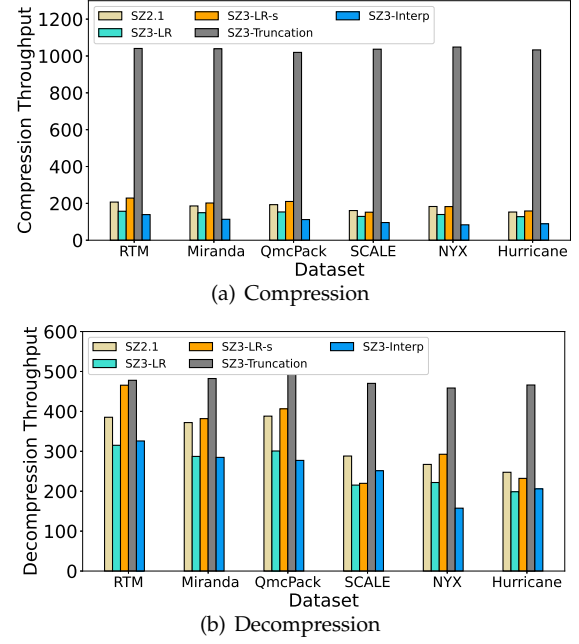 Compression Throughput
1200
1000
800
600
400
200
0
SZ2.1 SZ3-LR-s SZ3-Interp
SZ3-LR SZ3-Truncation
RTM Miranda QmcPack SCALE NYX Hurricane
Dataset
(a) Compression
Decompression Throughput
600
500
400
300
200
100
0
SZ2.1 SZ3-LR-s SZ3-Interp
SZ3-LR SZ3-Truncation
RTM Miranda QmcPack SCALE NYX Hurricane
Dataset
(b) Decompression